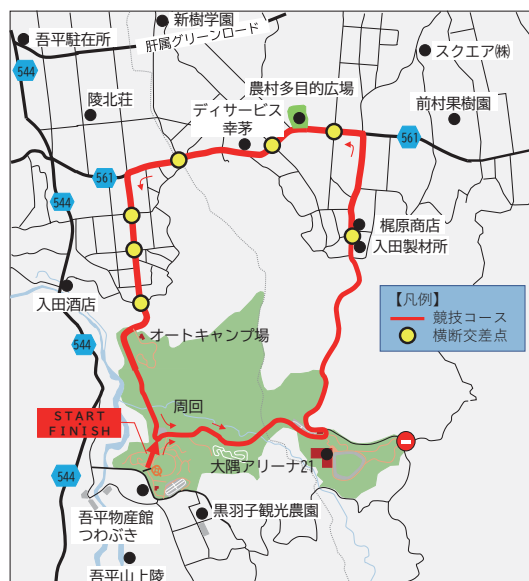 新樹学園
吾平駐在所
肝属グリーンロード
スクエア㈱
544
農村多目的広場
陵北荘
前村果樹園
ディサービス
幸茅
561
561
544
梶原商店
入田製材所
入田酒店
【凡例】
競技コース
横断交差点
オートキャンプ場
544
周回
START
・
FINISH
大隅アリーナ21
544
吾平物産館
つわぶき
黒羽子観光農園
吾平山上陵